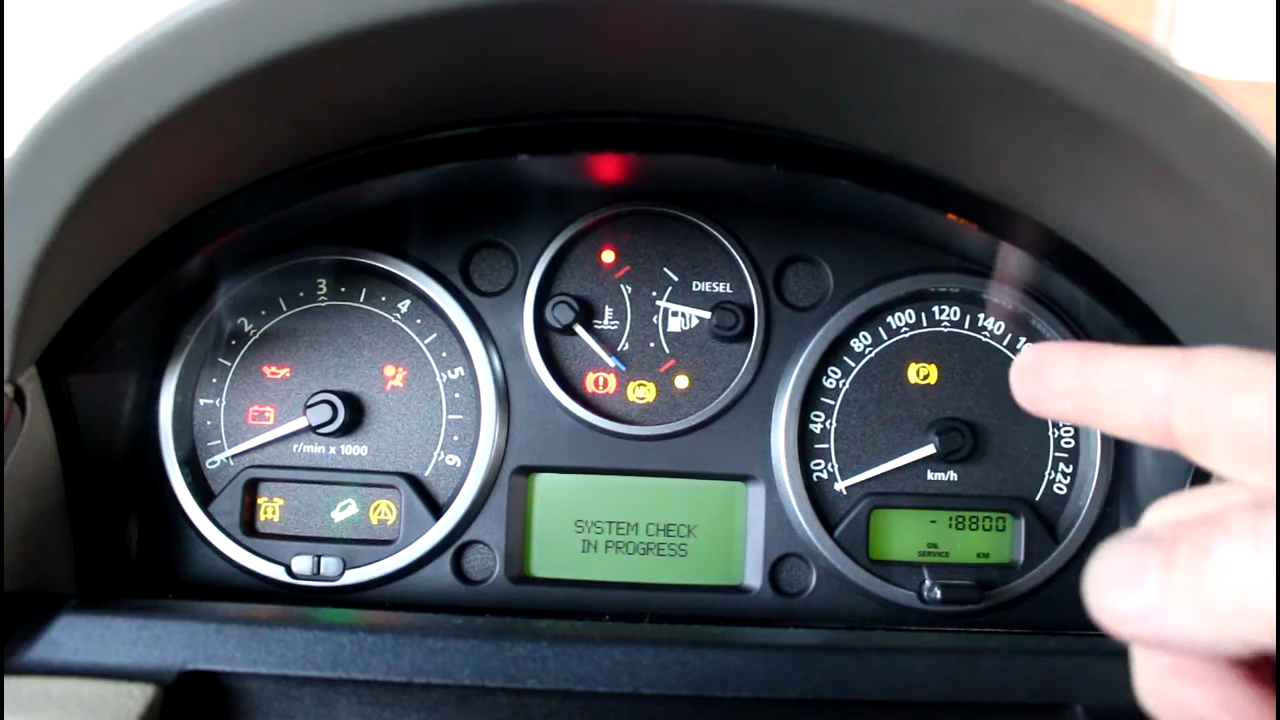 1
2
3
4
5
6
r/min x 1000
DIESEL
ABS
20
40
60
80
100
120
140
200
220
P
km/h
SYSTEM CHECK
IN PROGRESS
-18800
OIL
SERVICE
KM